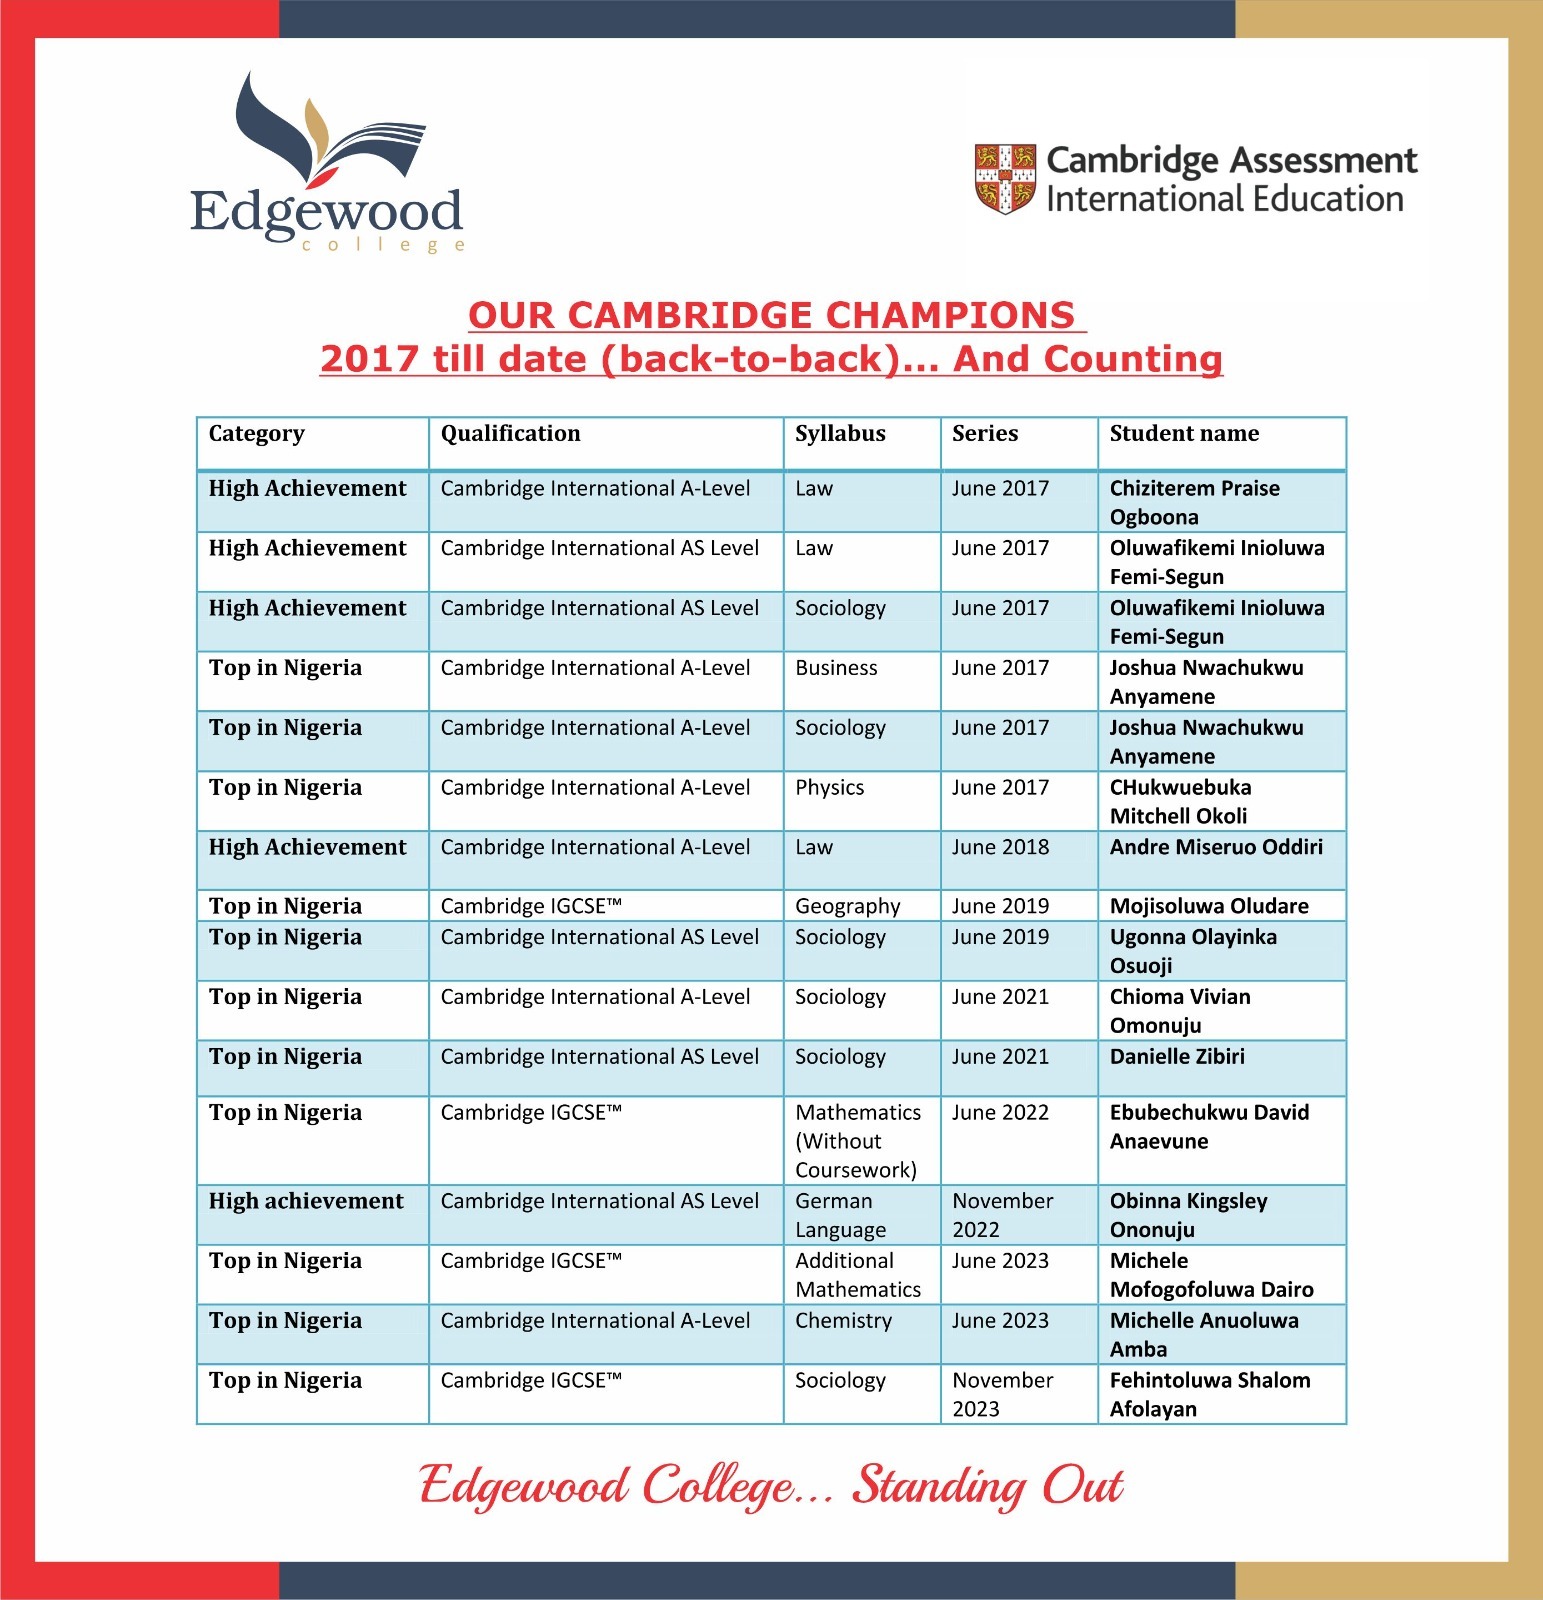 Edgewood
college
Cambridge Assessment
International Education
OUR CAMBRIDGE CHAMPIONS
2017 till date (back-to-back)... And Counting
Category Qualification Syllabus Series Student name
High Achievement Cambridge International A-Level Law June 2017 Chiziterem Praise
Ogboona
High Achievement Cambridge International AS Level Law June 2017 Oluwafikemi Inioluwa
Femi-Segun
High Achievement Cambridge International AS Level Sociology June 2017 Oluwafikemi Inioluwa
Femi-Segun
Top in Nigeria Cambridge International A-Level Business June 2017 Joshua Nwachukwu
Anyamene
Top in Nigeria Cambridge International A-Level Sociology June 2017 Joshua Nwachukwu
Anyamene
Top in Nigeria Cambridge International A-Level Physics June 2017 CHukwuebuka
Mitchell Okoli
High Achievement Cambridge International A-Level Law June 2018 Andre Miseruo Oddiri
Top in Nigeria Cambridge IGCSE™ Geography June 2019 Mojisoluwa Oludare
Top in Nigeria Cambridge International AS Level Sociology June 2019 Ugonna Olayinka
Osuoji
Top in Nigeria Cambridge International A-Level Sociology June 2021 Chioma Vivian
Omonuju
Top in Nigeria Cambridge International AS Level Sociology June 2021 Danielle Zibiri
Top in Nigeria Cambridge IGCSE™ Mathematics June 2022 Ebubechukwu David
(Without Anaevune
Coursework)
High achievement Cambridge International AS Level German November Obinna Kingsley
Language 2022 Ononuju
Top in Nigeria Cambridge IGCSE™ Additional June 2023 Michele
Mathematics Mofogofoluwa Dairo
Top in Nigeria Cambridge International A-Level Chemistry June 2023 Michelle Anuoluwa
Amba
Top in Nigeria Cambridge IGCSE™ Sociology November Fehintoluwa Shalom
2023 Afolayan
Edgewood College... Standing Out